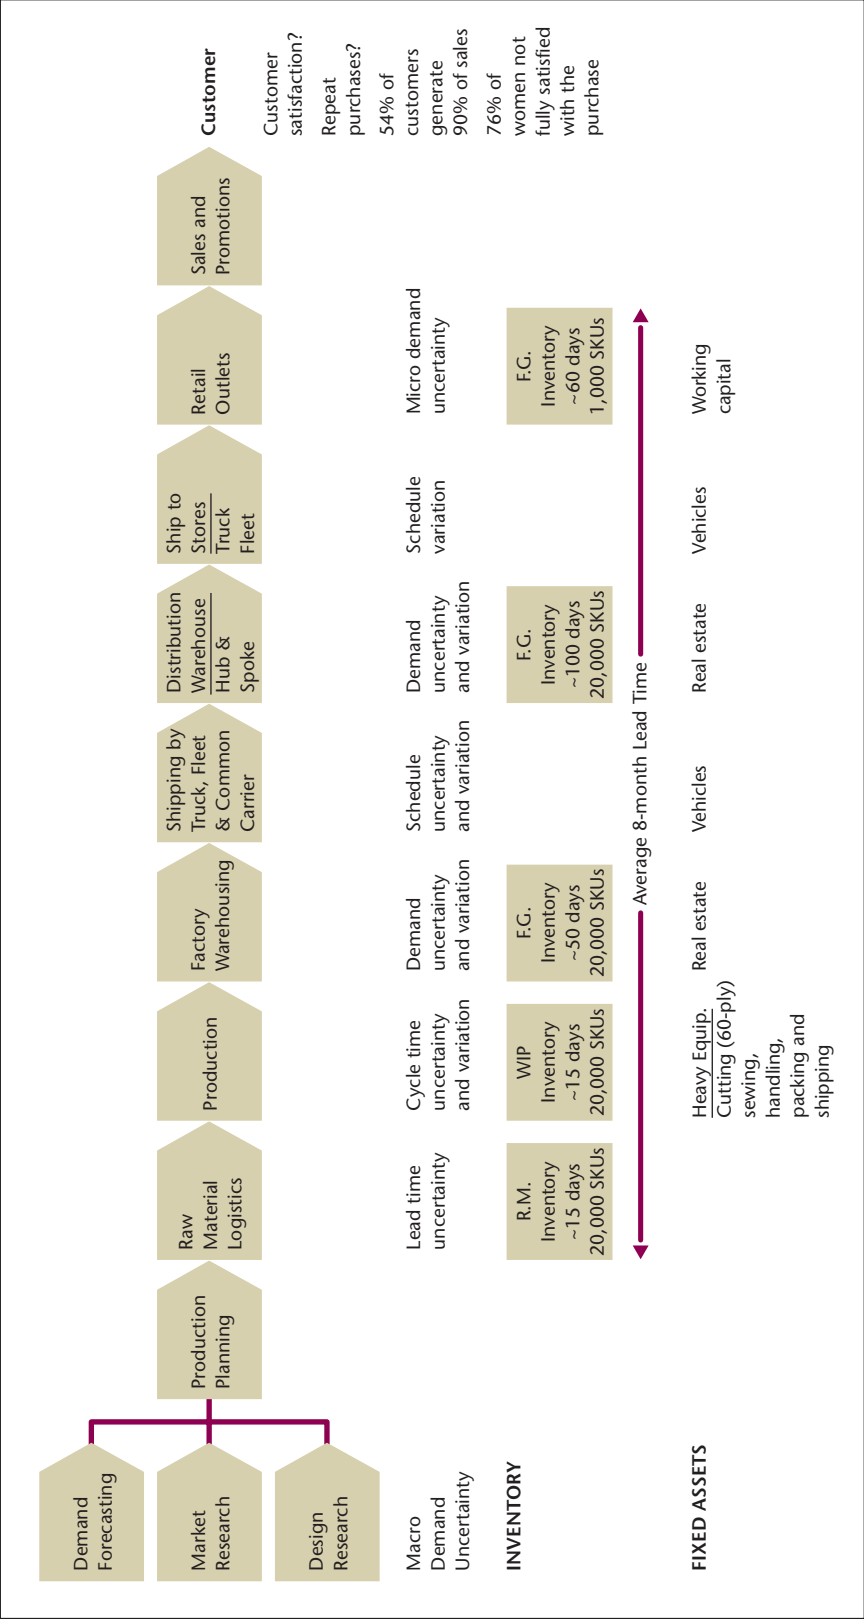 Demand
Forecasting
Market
Research
Design
Research
Production
Planning
Raw
Material
Logistics
Production
Factory
Warehousing
Shipping by
Truck, Fleet
& Common
Carrier
Distribution
Warehouse
Hub &
Spoke
Ship to
Stores
Truck
Fleet
Retail
Outlets
Sales and
Promotions
Customer
Customer
satisfaction?
Repeat
purchases?
54% of
customers
generate
90% of sales
76% of
women not
fully satisfied
with the
purchase
Macro
Demand
Uncertainty
Lead time
uncertainty
Cycle time
uncertainty
and variation
Demand
uncertainty
and variation
Schedule
uncertainty
and variation
Demand
uncertainty
and variation
Schedule
variation
Micro demand
uncertainty
INVENTORY
R.M.
Inventory
~15 days
20,000 SKUs
WIP
Inventory
~15 days
20,000 SKUs
F.G.
Inventory
~50 days
20,000 SKUs
F.G.
Inventory
~100 days
20,000 SKUs
F.G.
Inventory
~60 days
1,000 SKUs
Average 8-month Lead Time
FIXED ASSETS
Heavy Equip.
Cutting (60-ply)
sewing,
handling,
packing and
shipping
Real estate
Vehicles
Real estate
Vehicles
Working
capital